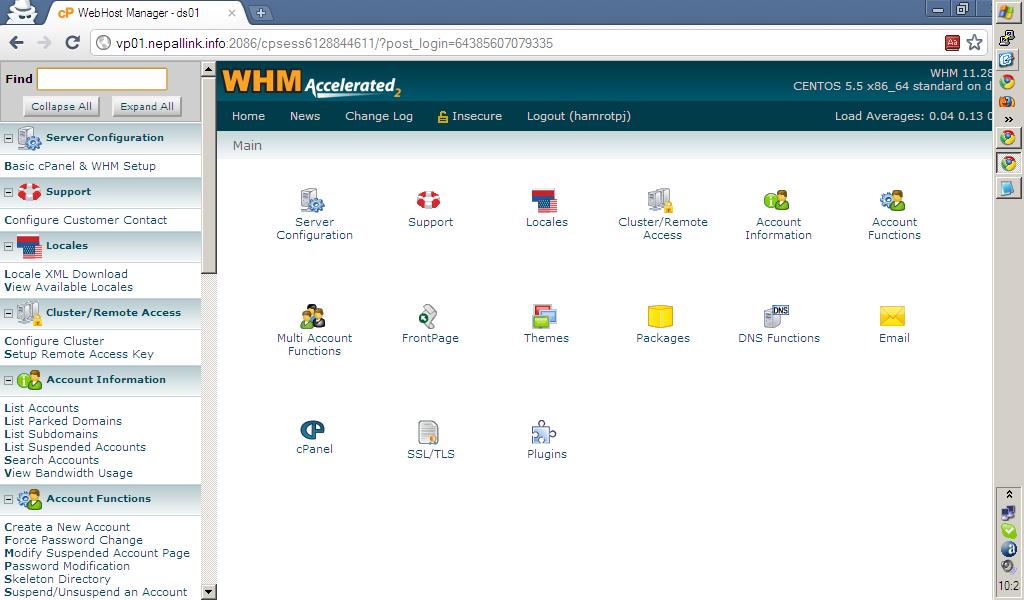 cP WebHost Manager - ds01
vp01.nepallink.info:2086/cpsess6128844611/?post_login=64385607079335
Find
Collapse All Expand All
Server Configuration
Basic cPanel & WHM Setup
Support
Configure Customer Contact
Locales
Locale XML Download
View Available Locales
Cluster/Remote Access
Configure Cluster
Setup Remote Access Key
Account Information
List Accounts
List Parked Domains
List Subdomains
List Suspended Accounts
Search Accounts
View Bandwidth Usage
Account Functions
Create a New Account
Force Password Change
Modify Suspended Account Page
Password Modification
Skeleton Directory
Suspend/Unsuspend an Account
WHM Accelerated2
WHM 11.28
CENTOS 5.5 x86_64 standard on d
Home News Change Log Insecure Logout (hamrotpj) Load Averages: 0.04 0.13 0
Main
Server
Configuration
Support
Locales
Cluster/Remote
Access
Account
Information
Account
Functions
Multi Account
Functions
FrontPage
Themes
Packages
DNS
DNS Functions
Email
cP
cPanel
SSL/TLS
Plugins
10:2